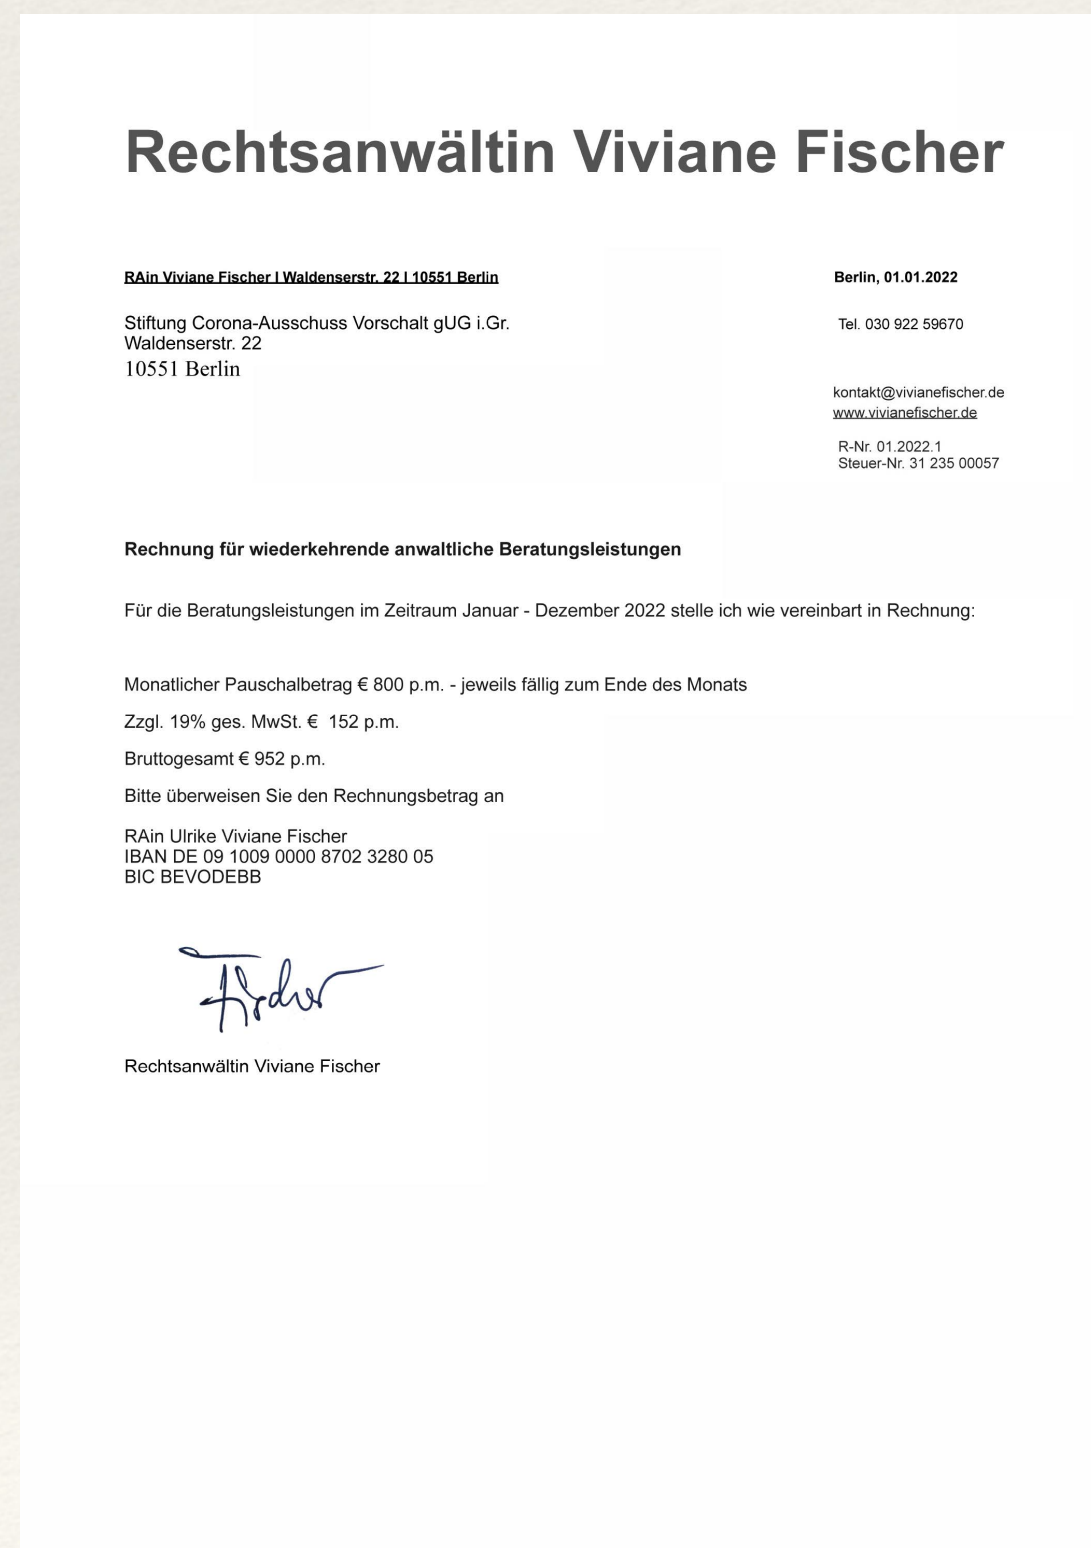 Rechtsanwältin Viviane Fischer
RAin Viviane Fischer I Waldenserstr. 22 I 10551 Berlin
Berlin, 01.01.2022
Stiftung Corona-Ausschuss Vorschalt gUG i.Gr.
Waldenserstr. 22
10551 Berlin
Tel. 030 922 59670
kontakt@vivianefischer.de
www.vivianefischer.de
R-Nr. 01.2022.1
Steuer-Nr. 31 235 00057
Rechnung für wiederkehrende anwaltliche Beratungsleistungen
Für die Beratungsleistungen im Zeitraum Januar - Dezember 2022 stelle ich wie vereinbart in Rechnung:
Monatlicher Pauschalbetrag € 800 p.m. - jeweils fällig zum Ende des Monats
Zzgl. 19% ges. MwSt. €  152 p.m.
Bruttogesamt € 952 p.m.
Bitte überweisen Sie den Rechnungsbetrag an
RAin Ulrike Viviane Fischer
IBAN DE 09 1009 0000 8702 3280 05
BIC BEVODEBB
Fischer
Rechtsanwältin Viviane Fischer